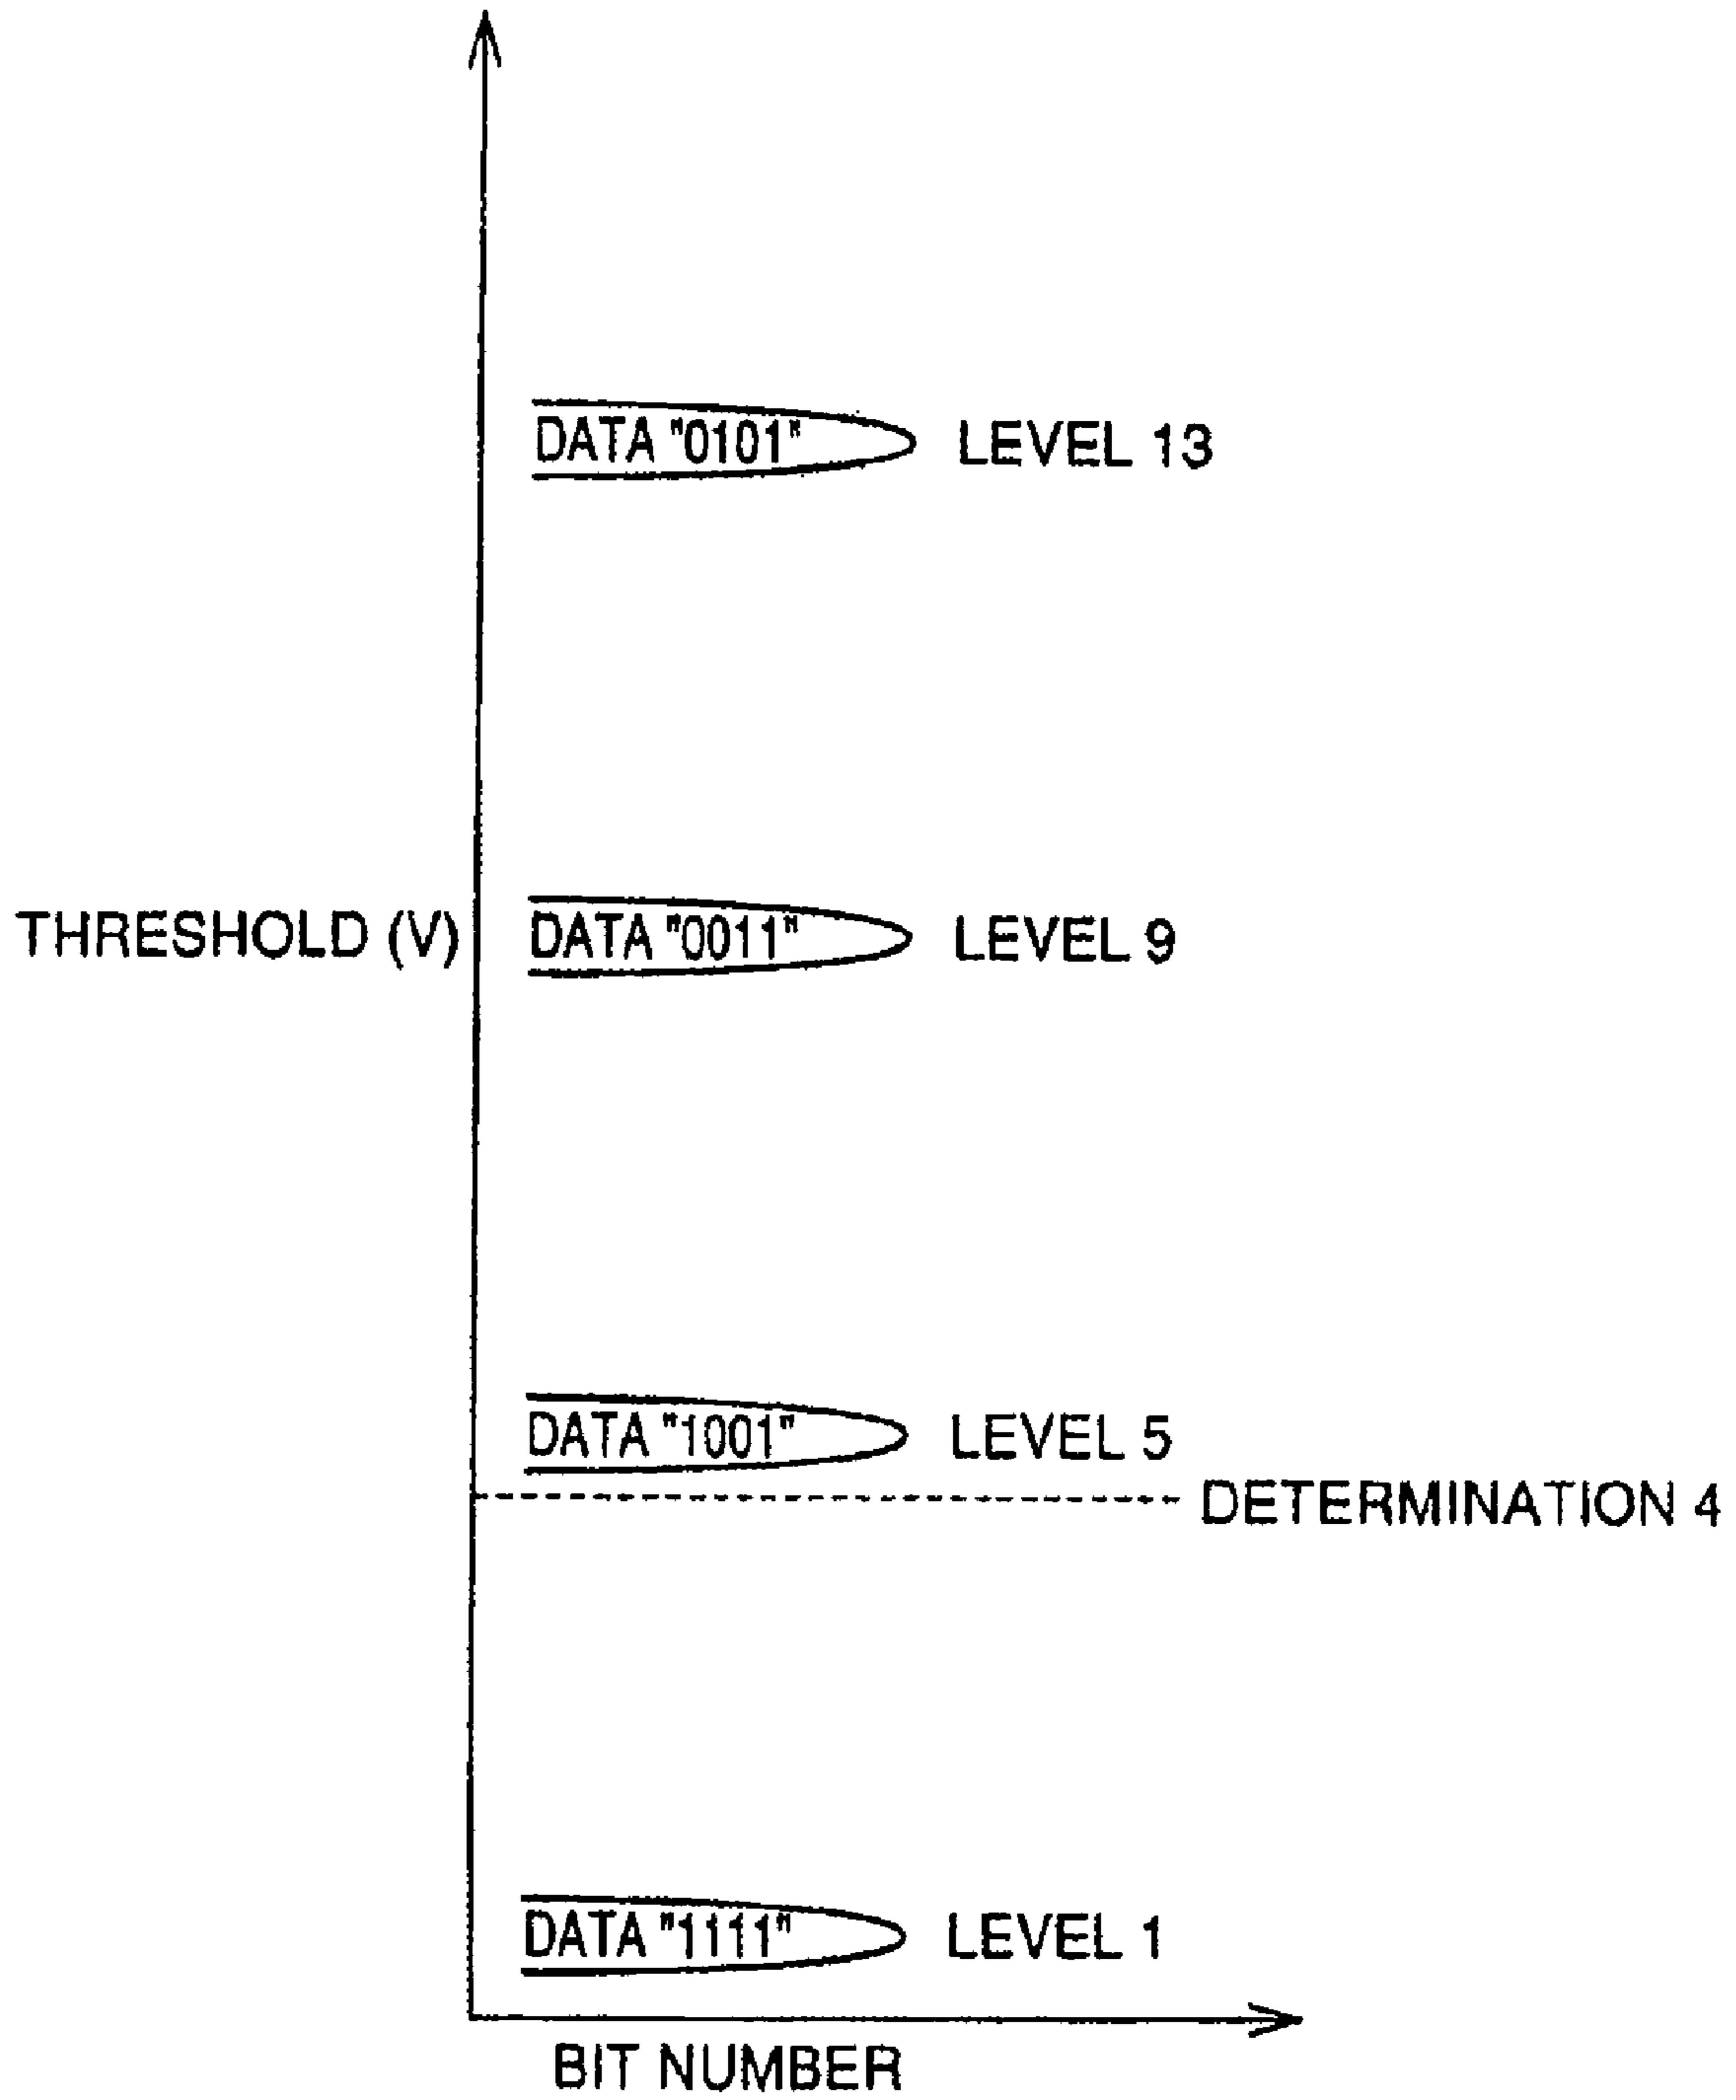 DATA "0101" LEVEL 13
THRESHOLD (V) DATA "0011" LEVEL 9
DATA "1001" LEVEL 5
DETERMINATION 4
DATA "1111" LEVEL 1
BIT NUMBER